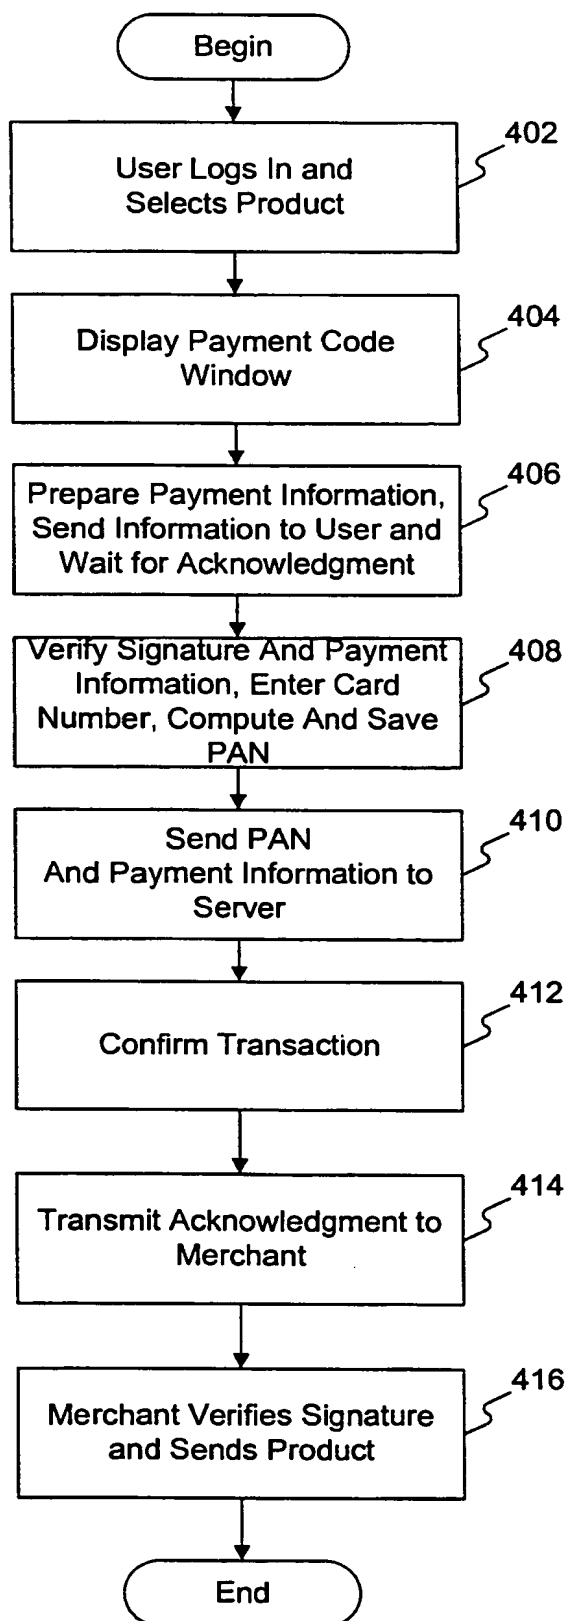 Begin
402
User Logs In and
Selects Product
404
Display Payment Code
Window
406
Prepare Payment Information,
Send Information to User and
Wait for Acknowledgment
408
Verify Signature And Payment
Information, Enter Card
Number, Compute And Save
PAN
410
Send PAN
And Payment Information to
Server
412
Confirm Transaction
414
Transmit Acknowledgment to
Merchant
416
Merchant Verifies Signature
and Sends Product
End